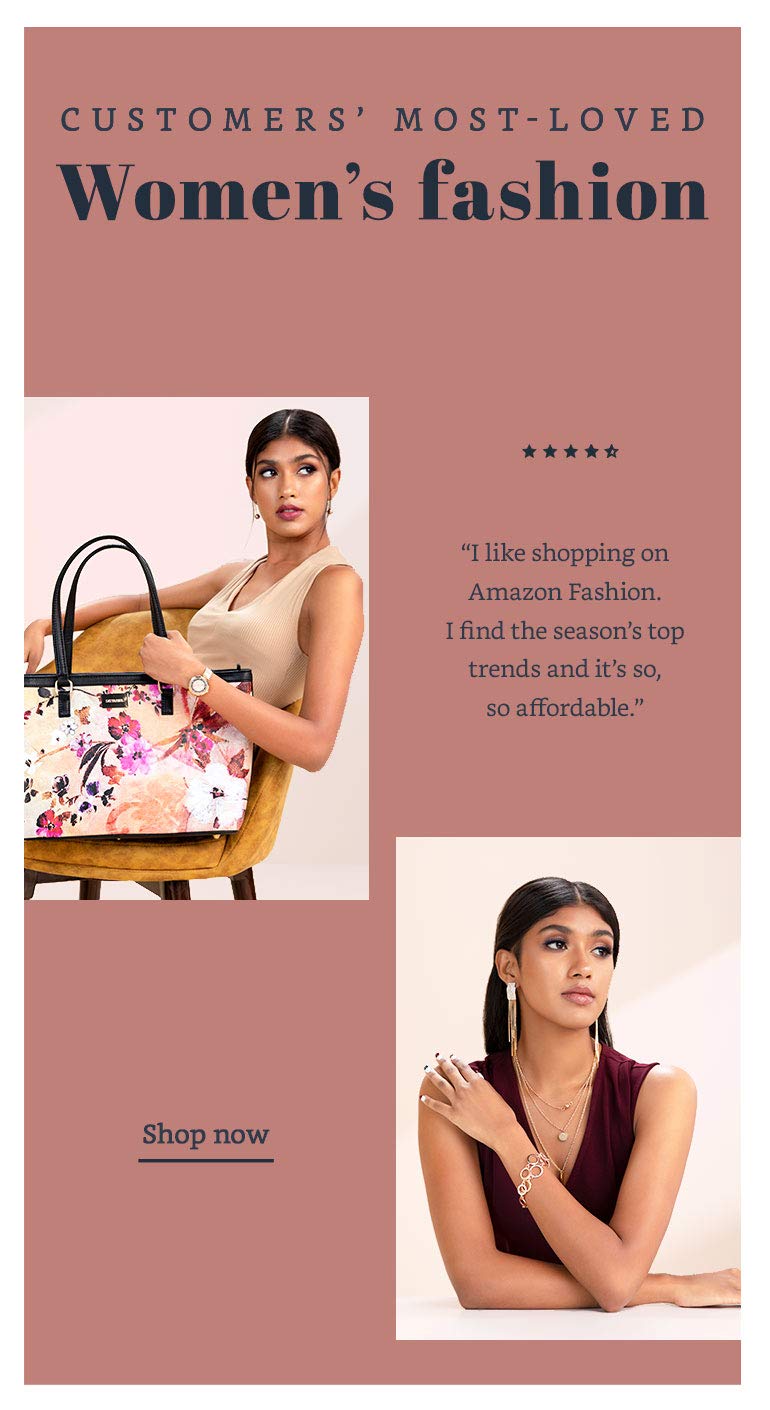 CUSTOMERS’ MOST-LOVED
Women’s fashion
“I like shopping on
Amazon Fashion.
I find the season’s top
trends and it’s so,
so affordable.”
Shop now